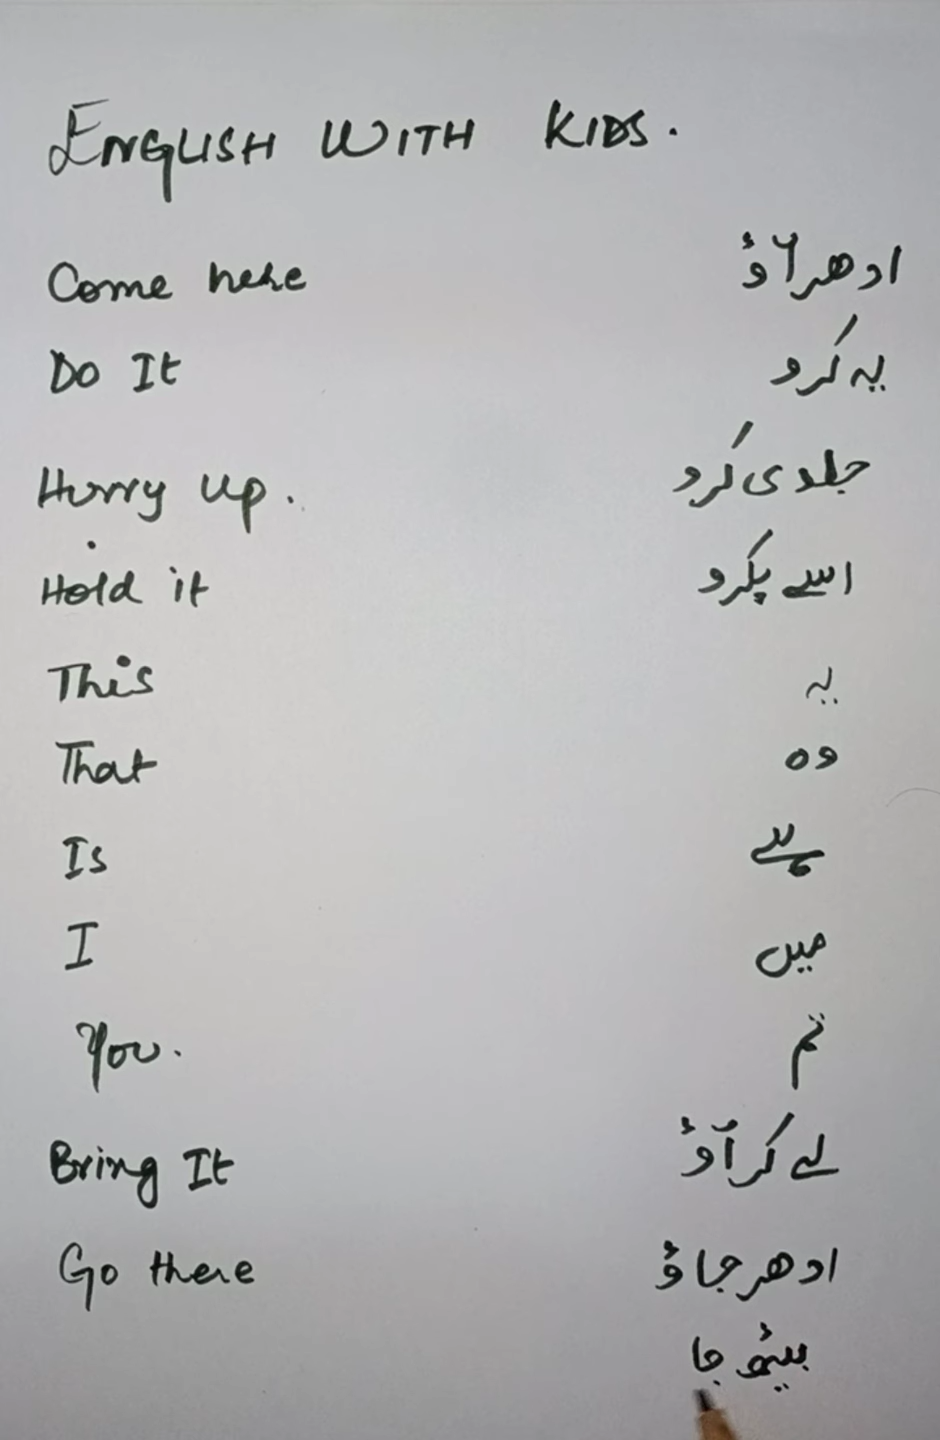 ENGLISH WITH KIDS.
Come here ادھر آؤ
Do It یہ کرو
Hurry up. جلدی کرو
Hold it اسے پکرو
This یہ
That وہ
Is ہے
I میں
You. تم
Bring It لے کر آؤ
Go there ادھر جاؤ
بیٹھ جا